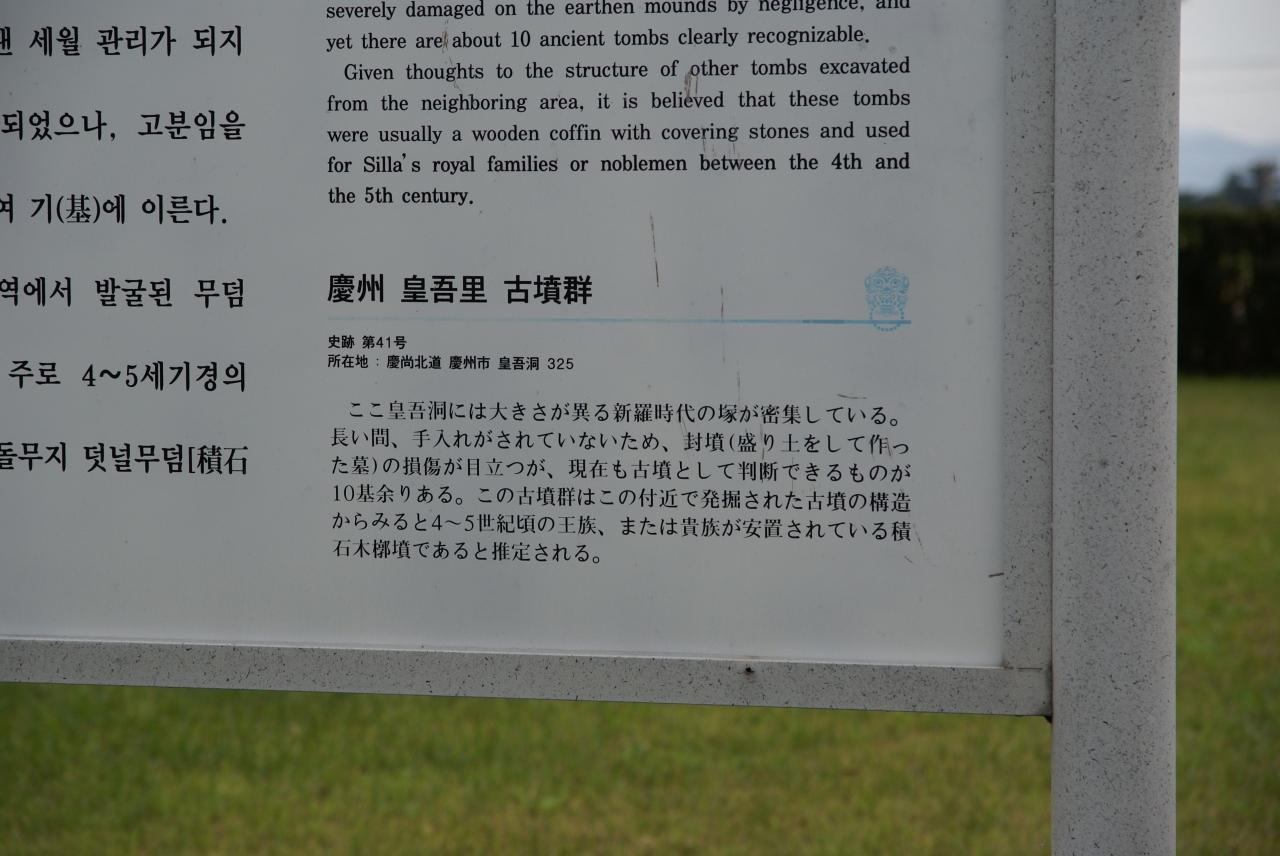 세월 관리가 되지
되었으나, 고분임을
여 기(基)에 이른다.
역에서 발굴된 무덤
주로 4~5세기경의
돌무지 덧널무덤[積石
severely damaged on the earthen mounds by negligence, and
yet there are about 10 ancient tombs clearly recognizable.
Given thoughts to the structure of other tombs excavated
from the neighboring area, it is believed that these tombs
were usually a wooden coffin with covering stones and used
for Silla's royal families or noblemen between the 4th and
the 5th century.
慶州 皇吾里 古墳群
史跡 第41号
所在地 : 慶尚北道 慶州市 皇吾洞 325
ここ皇吾洞には大きさが異る新羅時代の塚が密集している。
長い間、手入れがされていないため、封墳(盛り土をして作っ
た墓)の損傷が目立つが、現在も古墳として判断できるものが
10基余りある。この古墳群はこの付近で発掘された古墳の構造
からみると4～5世紀頃の王族、または貴族が安置されている積
石木槨墳であると推定される。